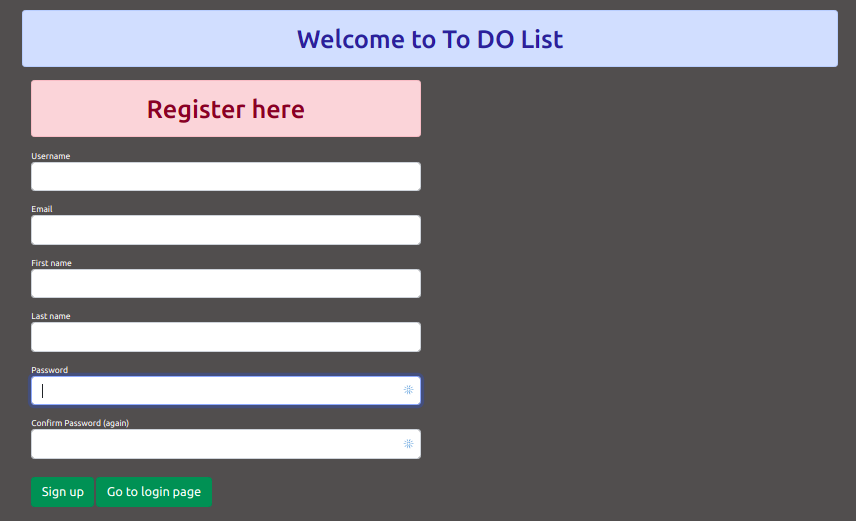 Welcome to To DO List
Register here
Username
Email
First name
Last name
Password
Confirm Password (again)
Sign up Go to login page